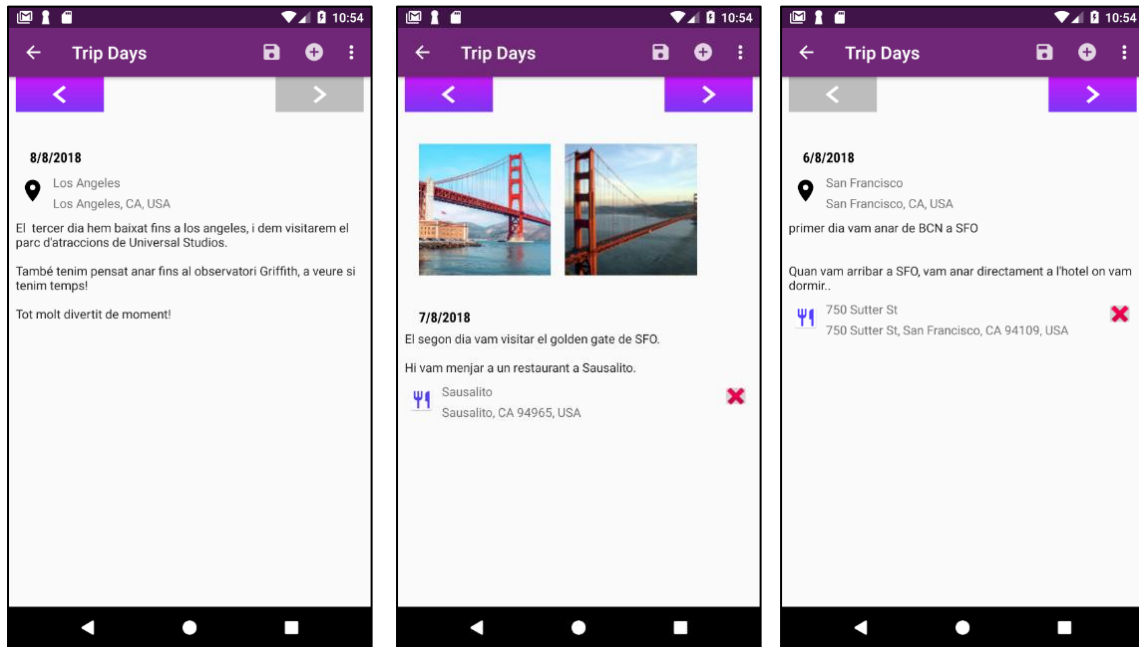 10:54
Trip Days
8/8/2018
Los Angeles
Los Angeles, CA, USA
El tercer dia hem baixat fins a los angeles, i dem visitarem el
parc d'atraccions de Universal Studios.
També tenim pensat anar fins al observatori Griffith, a veure si
tenim temps!
Tot molt divertit de moment!
10:54
Trip Days
7/8/2018
El segon dia vam visitar el golden gate de SFO.
Hi vam menjar a un restaurant a Sausalito.
Sausalito
Sausalito, CA 94965, USA
10:54
Trip Days
6/8/2018
San Francisco
San Francisco, CA, USA
primer dia vam anar de BCN a SFO
Quan vam arribar a SFO, vam anar directament a l'hotel on vam
dormir..
750 Sutter St
750 Sutter St, San Francisco, CA 94109, USA